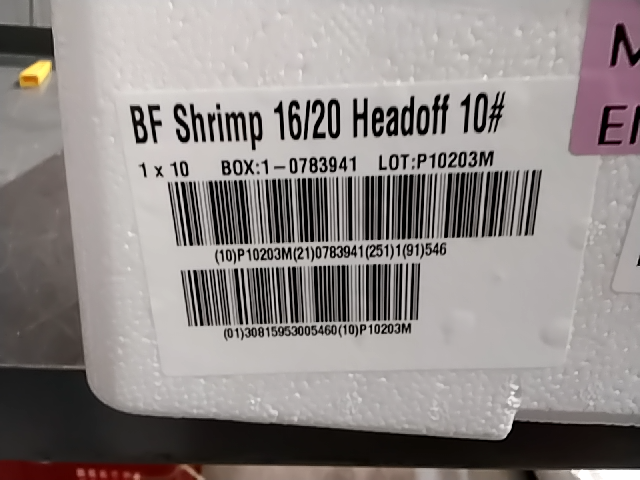 BF Shrimp 16/20 Headoff 10#
1 x 10 BOX:1-0783941 LOT:P10203M
(10)P10203M(21)0783941(251)1(91)546
(01)30815953005460(10)P10203M